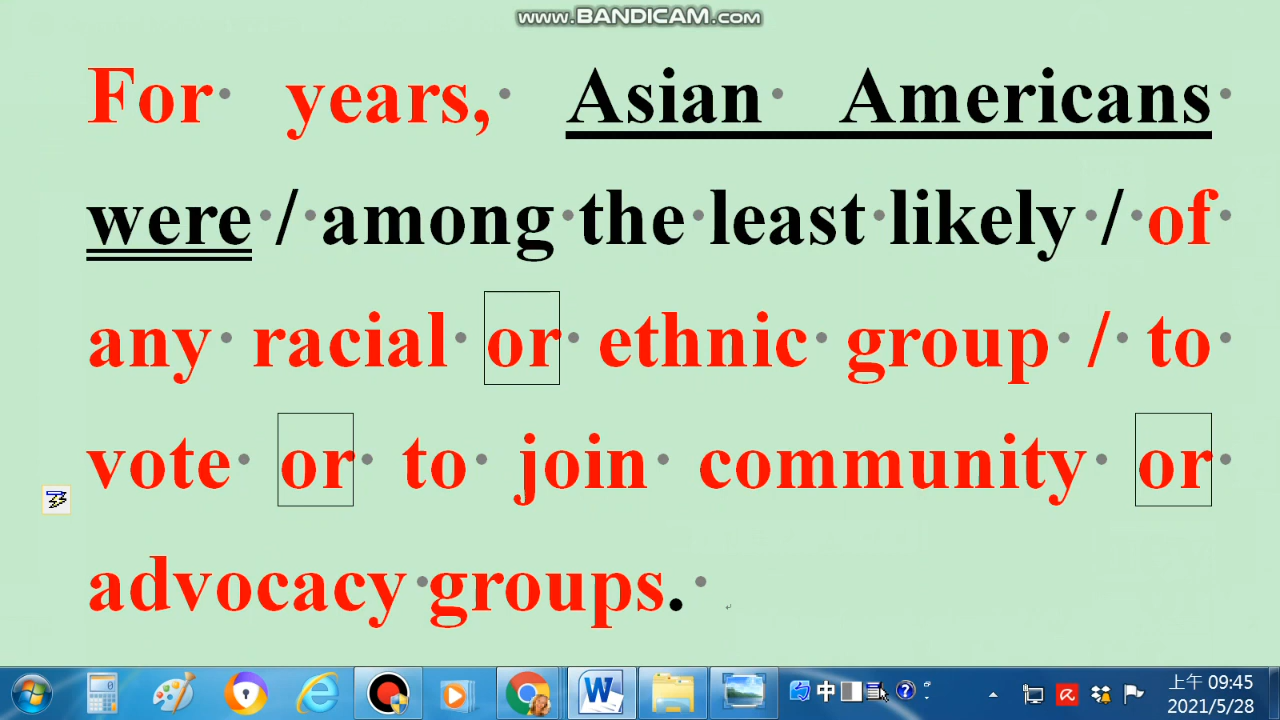 www.BANDICAM.com
For years, Asian Americans
were / among the least likely / of
any racial or ethnic group / to
vote or to join community or
advocacy groups.
中
上午 09:45
2021/5/28